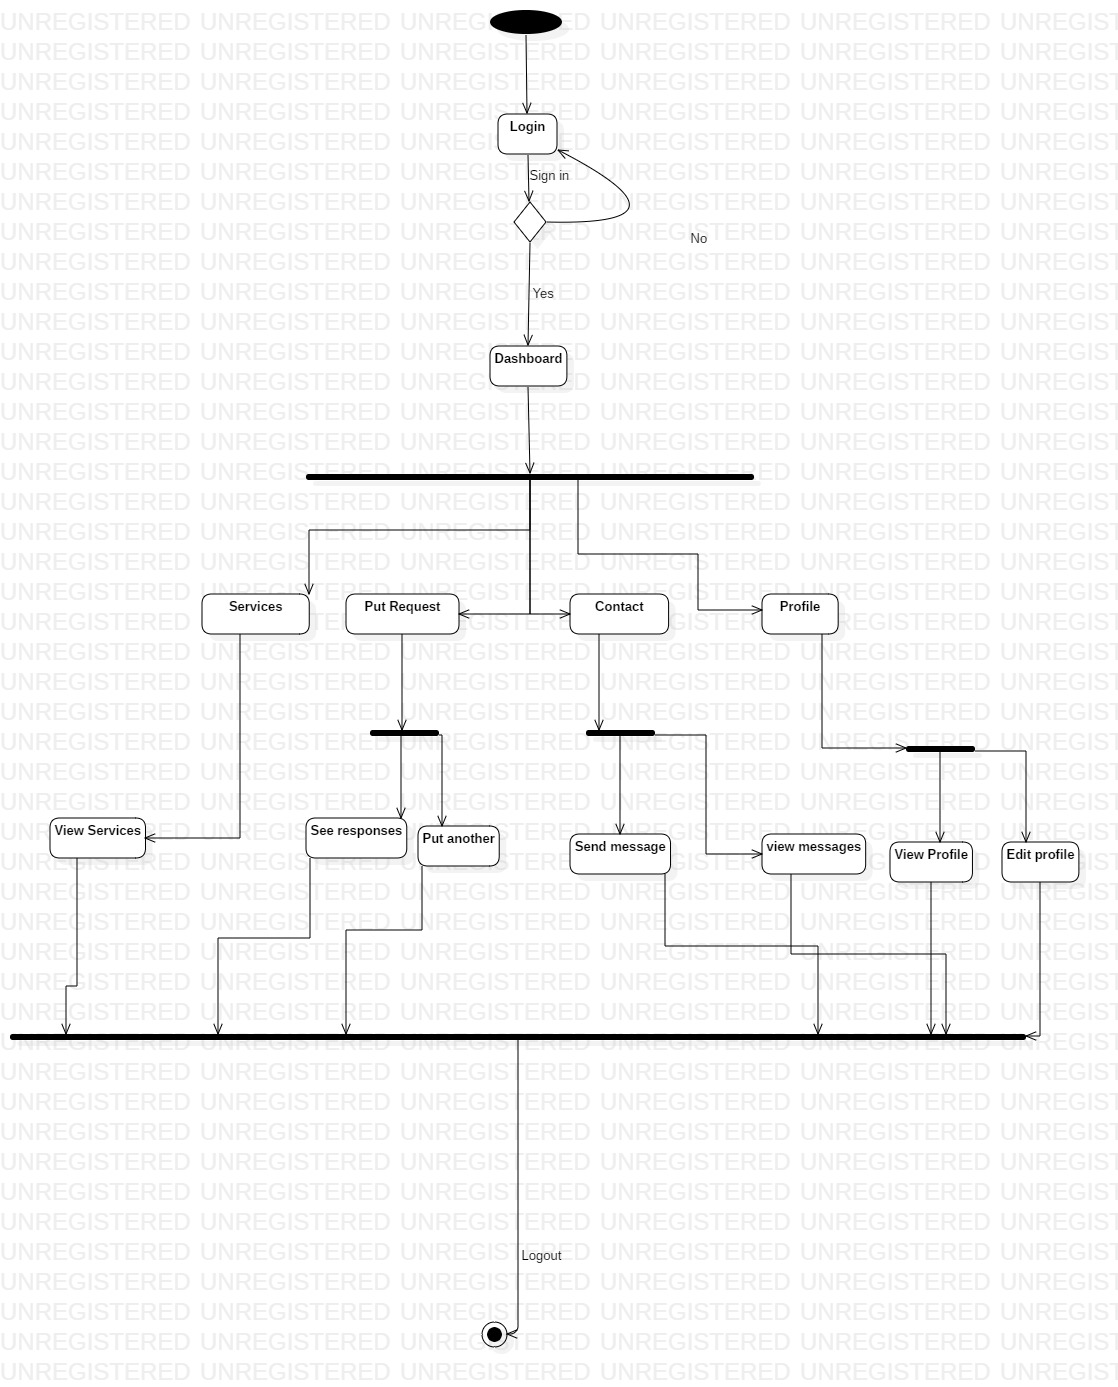 Login
Sign in
No
Yes
Dashboard
Services
Put Request
Contact
Profile
View Services
See responses
Put another
Send message
view messages
View Profile
Edit profile
Logout
UNREGISTERED